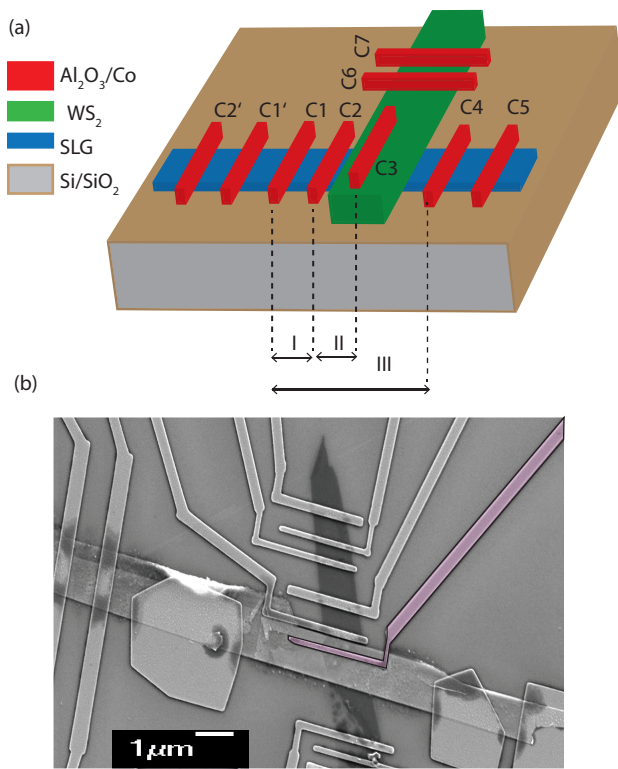 (a)
Al₂O₃/Co
WS₂
SLG
Si/SiO₂
C7
C6
C2' C1' C1 C2 C4 C5
C3
I II
III
(b)
1μm